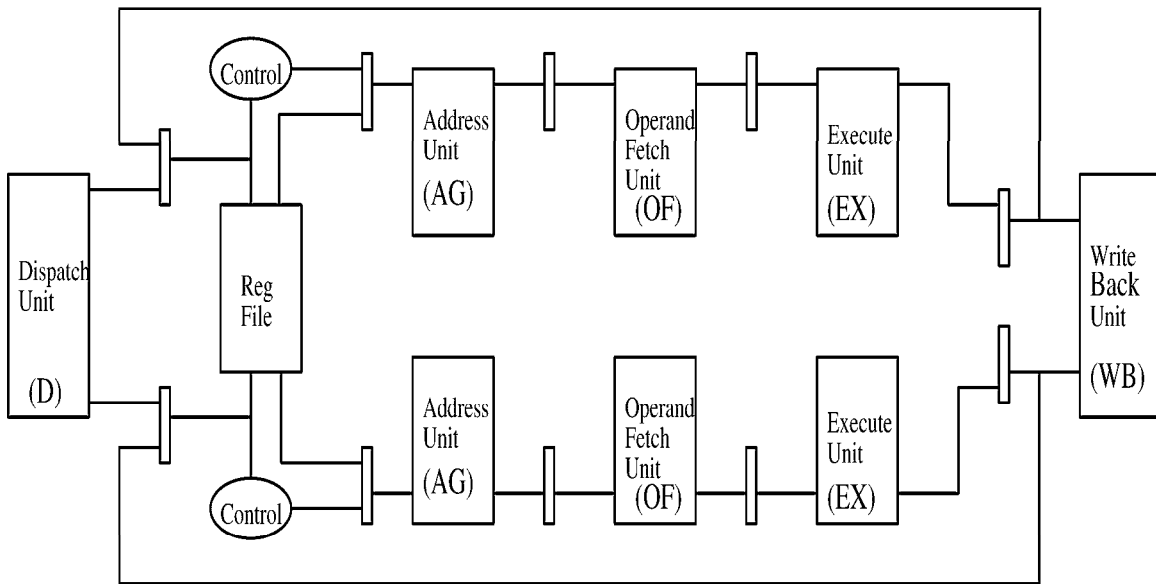 Control
Address
Unit
(AG)
Operand
Fetch
Unit
(OF)
Execute
Unit
(EX)
Dispatch
Unit
(D)
Reg
File
Write
Back
Unit
(WB)
Address
Unit
(AG)
Operand
Fetch
Unit
(OF)
Execute
Unit
(EX)
Control